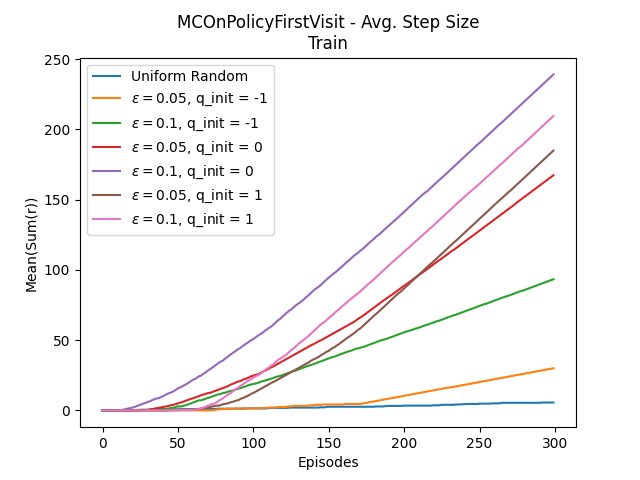 MCOnPolicyFirstVisit - Avg. Step Size
Train
Mean(Sum(r))
250
200
150
100
50
0
Uniform Random
ε = 0.05, q_init = -1
ε = 0.1, q_init = -1
ε = 0.05, q_init = 0
ε = 0.1, q_init = 0
ε = 0.05, q_init = 1
ε = 0.1, q_init = 1
0 50 100 150 200 250 300
Episodes